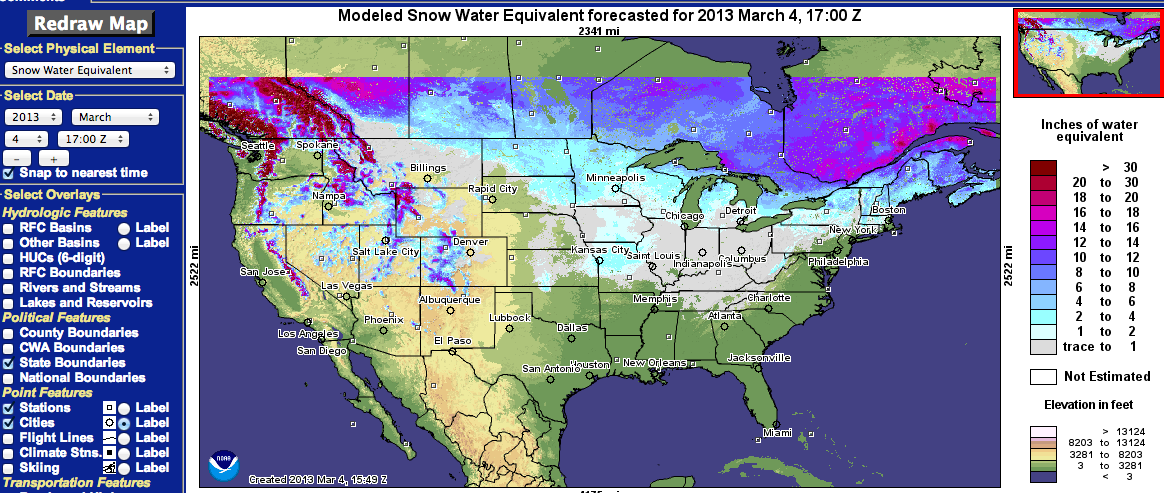 Redraw Map
Select Physical Element
Snow Water Equivalent
Select Date
2013 March
4 17:00 Z
- +
Snap to nearest time
Select Overlays
Hydrologic Features
RFC Basins Label
Other Basins Label
HUCs (6-digit)
RFC Boundaries
Rivers and Streams
Lakes and Reservoirs
Political Features
County Boundaries
CWA Boundaries
State Boundaries
National Boundaries
Point Features
Stations Label
Cities Label
Flight Lines Label
Climate Stns. Label
Skiing Label
Transportation Features
Modeled Snow Water Equivalent forecasted for 2013 March 4, 17:00 Z
2341 mi
2522 mi
Seattle
Spokane
Billings
Rapid City
Minneapolis
Nampa
Chicago
Detroit
Boston
New York
Salt Lake City
Denver
Kansas City
Saint Louis
Indianapolis
Columbus
Philadelphia
San Jose
Las Vegas
Albuquerque
Memphis
Charlotte
Los Angeles
Phoenix
Lubbock
Dallas
Atlanta
San Diego
El Paso
San Antonio
Houston
New Orleans
Jacksonville
Miami
NOAA
Created 2013 Mar 4, 15:49 Z
2522 mi
Inches of water
equivalent
> 30
20 to 30
18 to 20
16 to 18
14 to 16
12 to 14
10 to 12
8 to 10
6 to 8
4 to 6
2 to 4
1 to 2
trace to 1
Not Estimated
Elevation in feet
> 13124
8203 to 13124
3281 to 8203
3 to 3281
< 3